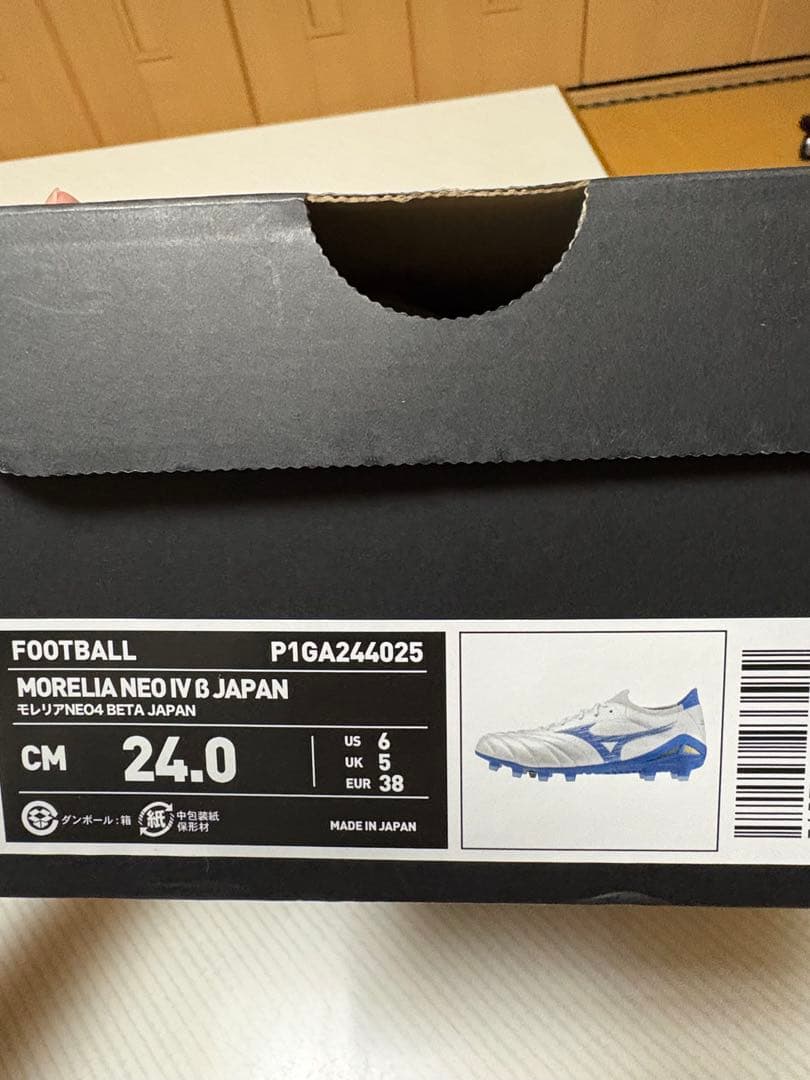 FOOTBALL P1GA244025
MORELIA NEO IV β JAPAN
モレリアNEO4 BETA JAPAN
CM 24.0
US 6
UK 5
EUR 38
ダンボール:箱
紙 中包装紙
保形材
MADE IN JAPAN